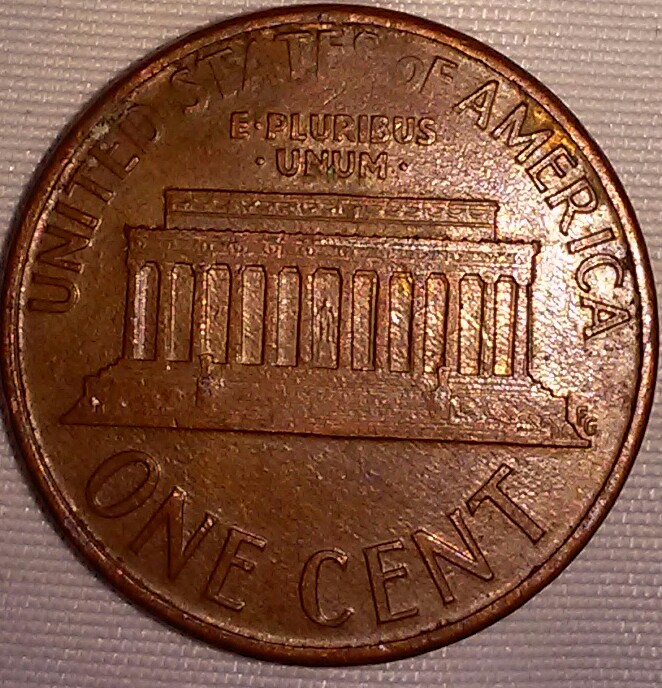 UNITED STATES OF AMERICA
E·PLURIBUS
·UNUM·
FG
ONE CENT